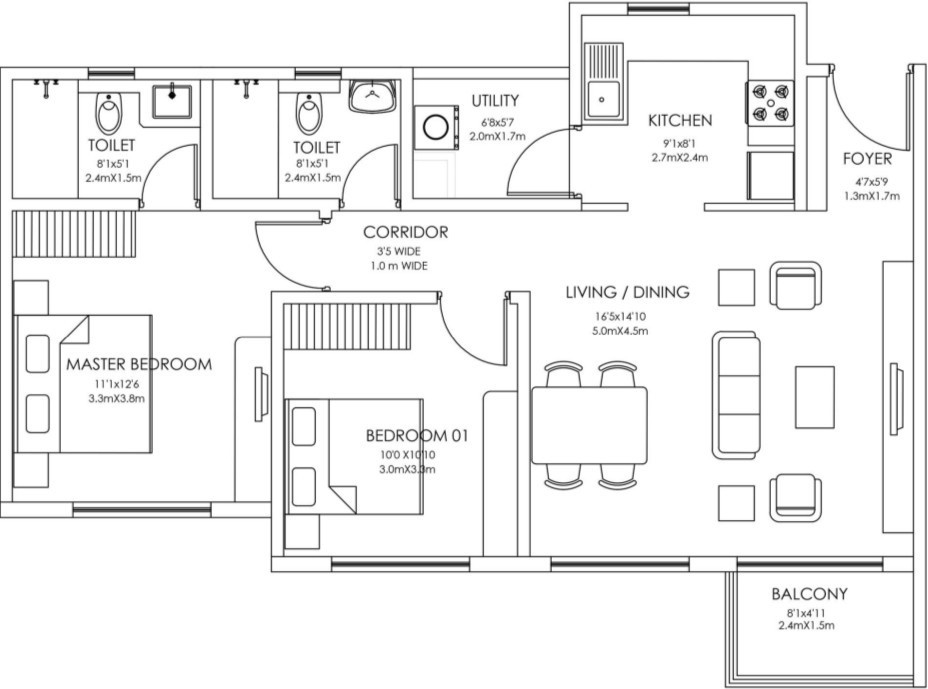 UTILITY
6'8x5'7
2.0mX1.7m
KITCHEN
9'1x8'1
2.7mX2.4m
TOILET
8'1x5'1
2.4mX1.5m
TOILET
8'1x5'1
2.4mX1.5m
FOYER
4'7x5'9
1.3mX1.7m
CORRIDOR
3'5 WIDE
1.0 m WIDE
LIVING / DINING
16'5x14'10
5.0mX4.5m
MASTER BEDROOM
11'1x12'6
3.3mX3.8m
BEDROOM 01
10'0 X10'10
3.0mX3.3m
BALCONY
8'1x4'11
2.4mX1.5m